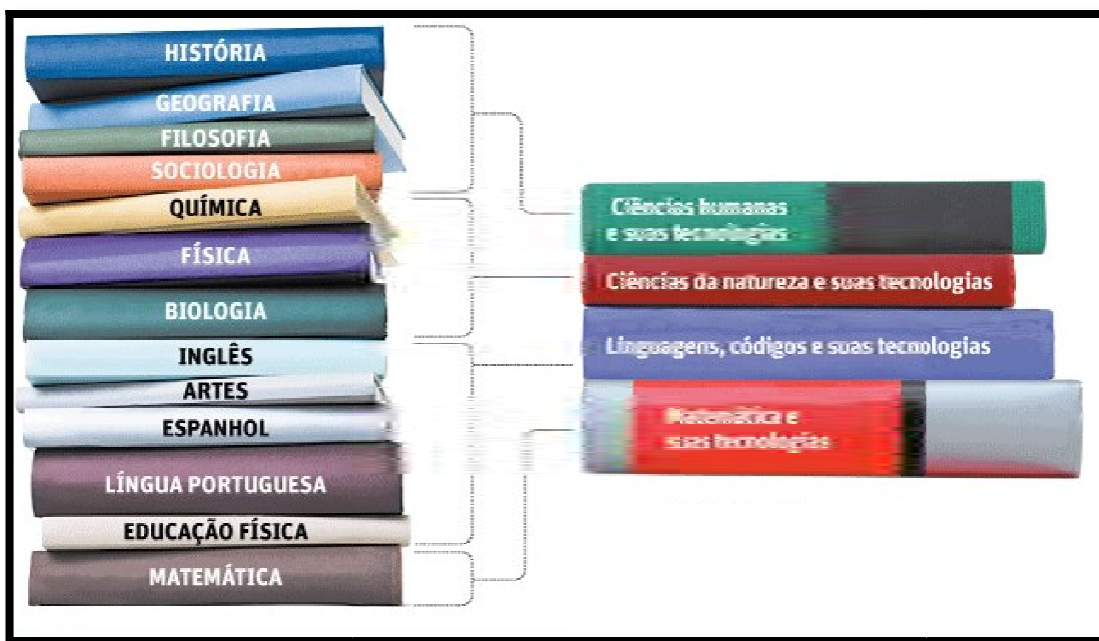 HISTÓRIA
GEOGRAFIA
FILOSOFIA
SOCIOLOGIA
QUÍMICA
FÍSICA
BIOLOGIA
INGLÊS
ARTES
ESPANHOL
LÍNGUA PORTUGUESA
EDUCAÇÃO FÍSICA
MATEMÁTICA
Ciências humanas
e suas tecnologias
Ciências da natureza e suas tecnologias
Linguagens, códigos e suas tecnologias
Matemática e
suas tecnologias